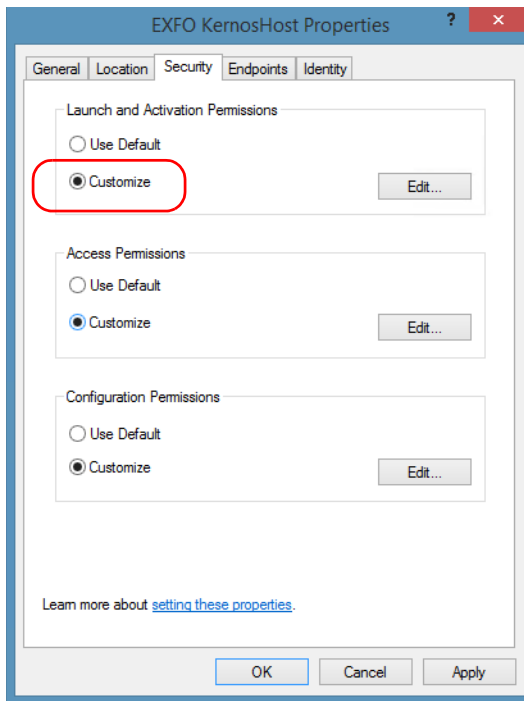 EXFO KernosHost Properties ? ×
General Location Security Endpoints Identity
Launch and Activation Permissions
Use Default
Customize
Edit...
Access Permissions
Use Default
Customize
Edit...
Configuration Permissions
Use Default
Customize
Edit...
Learn more about setting these properties.
OK Cancel Apply